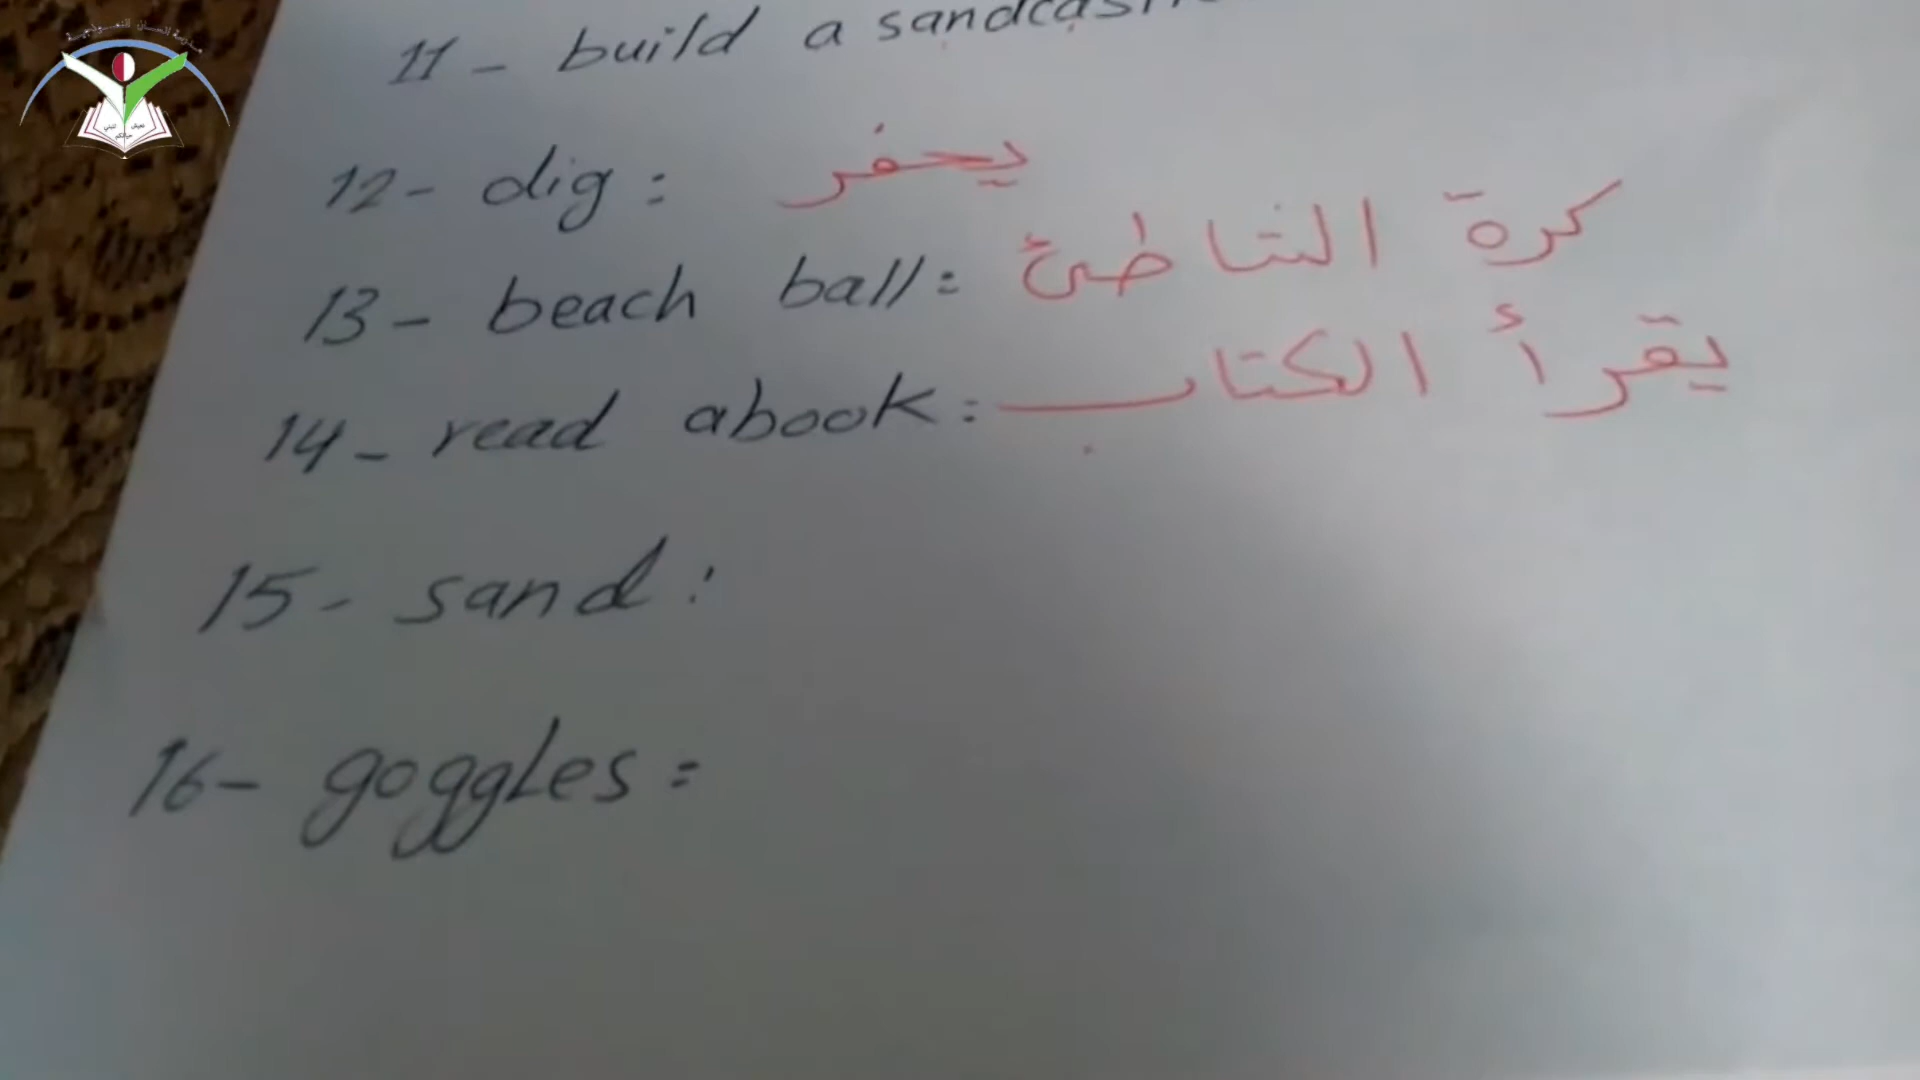 11 - build a sandcastle
12 - dig : يحفر
13 - beach ball : كرة الشاطئ
14 - read abook : يقرأ الكتاب
15 - sand :
16 - goggles :